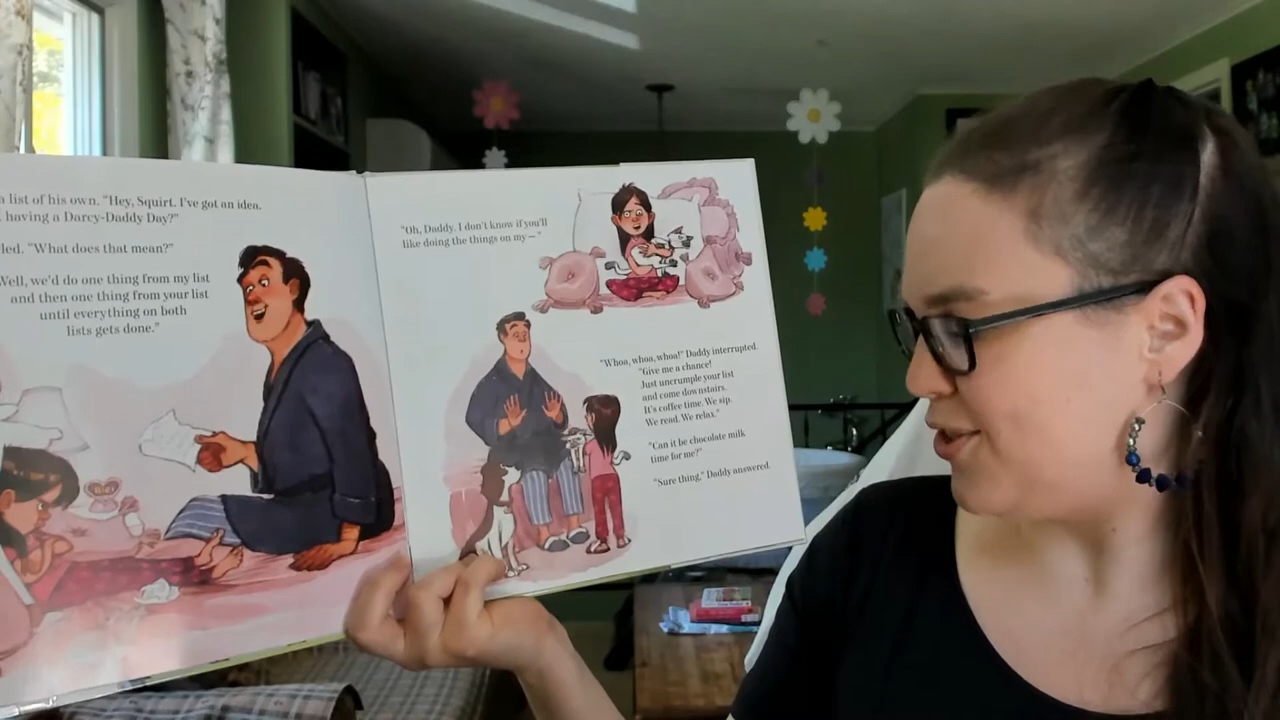 a list of his own. "Hey, Squirt. I've got an idea.
having a Darcy-Daddy Day?"
"What does that mean?"
Well, we'd do one thing from my list
and then one thing from your list
until everything on both
lists gets done."
"Oh, Daddy. I don't know if you'll
like doing the things on my—"
"Whoa, whoa, whoa!" Daddy interrupted.
"Give me a chance!
Just uncrumple your list
and come downstairs.
It's coffee time. We sip.
We read. We relax."
"Can it be chocolate milk
time for me?"
"Sure thing," Daddy answered.